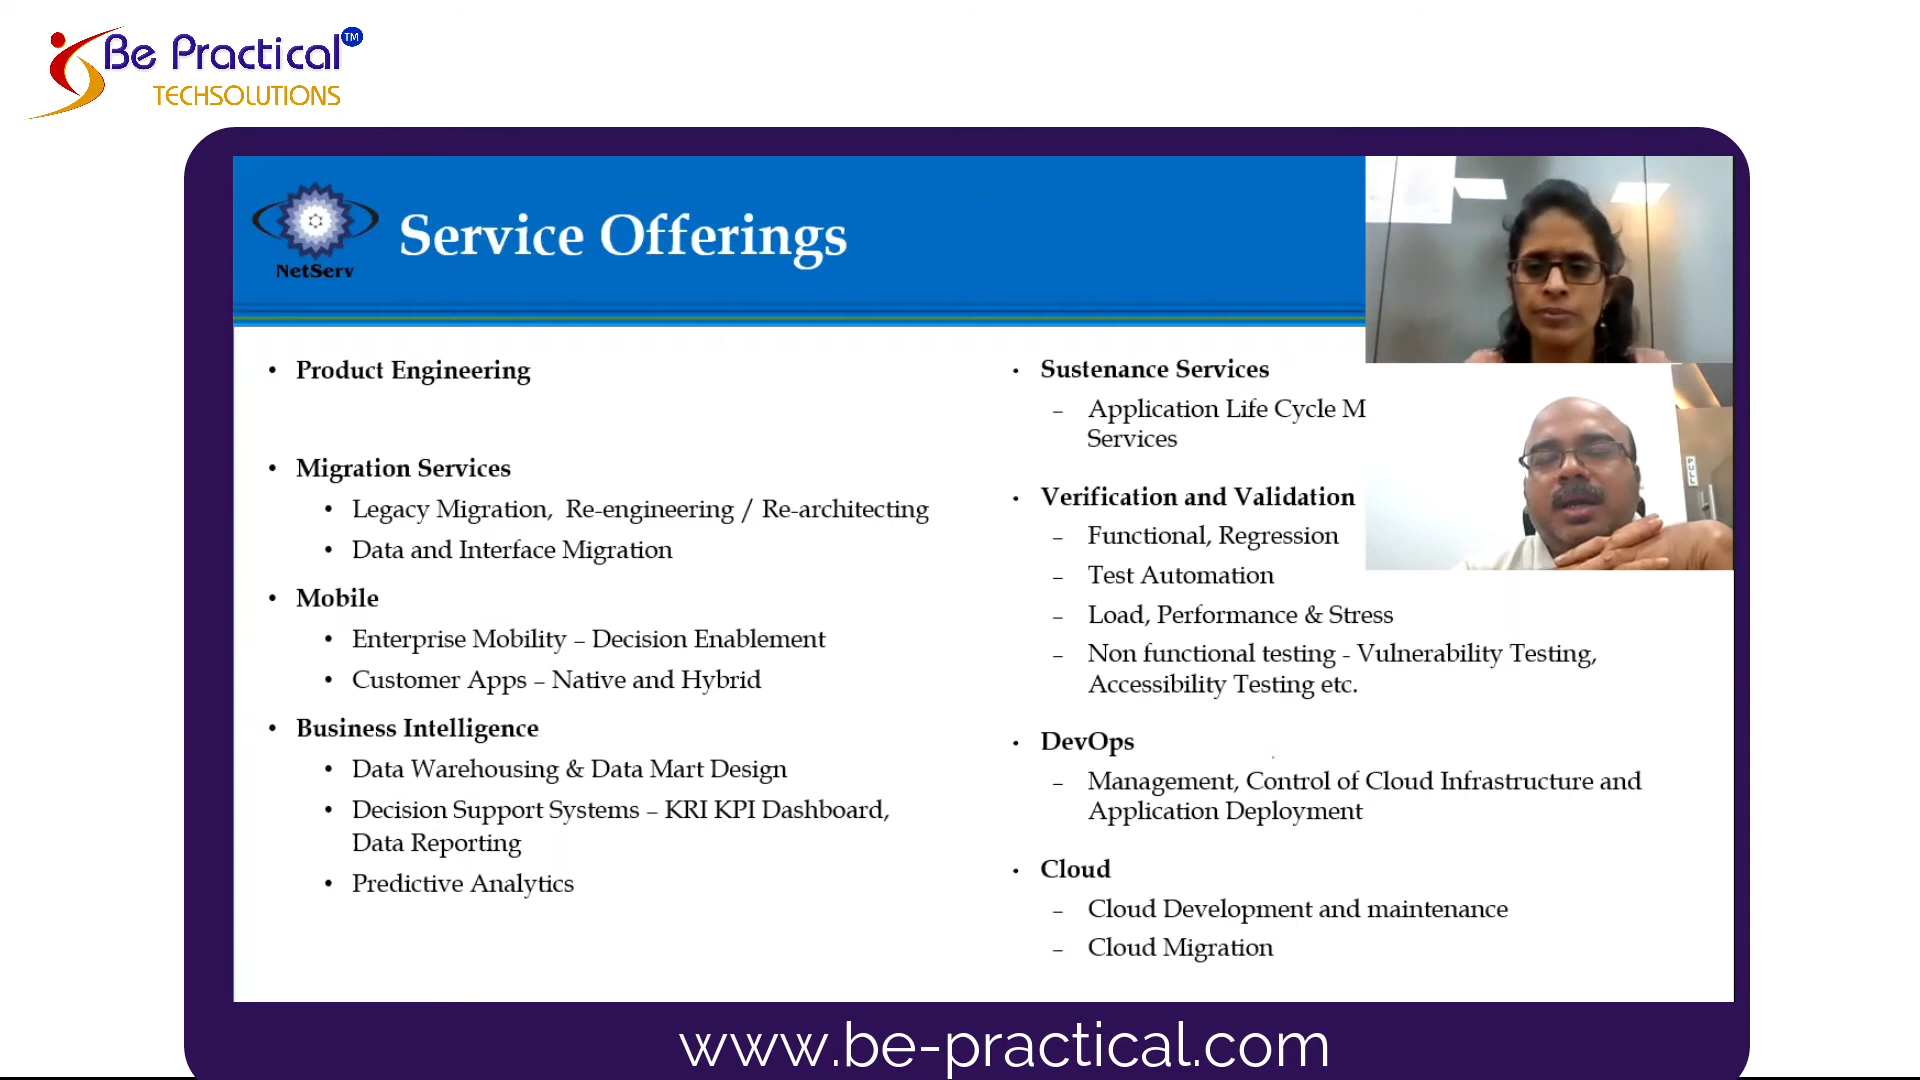 Be Practical TM
TECHSOLUTIONS
NetServ
Service Offerings
• Product Engineering
• Migration Services
• Legacy Migration, Re-engineering / Re-architecting
• Data and Interface Migration
• Mobile
• Enterprise Mobility – Decision Enablement
• Customer Apps – Native and Hybrid
• Business Intelligence
• Data Warehousing & Data Mart Design
• Decision Support Systems – KRI KPI Dashboard,
Data Reporting
• Predictive Analytics
• Sustenance Services
– Application Life Cycle M
Services
• Verification and Validation
– Functional, Regression
– Test Automation
– Load, Performance & Stress
– Non functional testing - Vulnerability Testing,
Accessibility Testing etc.
• DevOps
– Management, Control of Cloud Infrastructure and
Application Deployment
• Cloud
– Cloud Development and maintenance
– Cloud Migration
PULL
www.be-practical.com